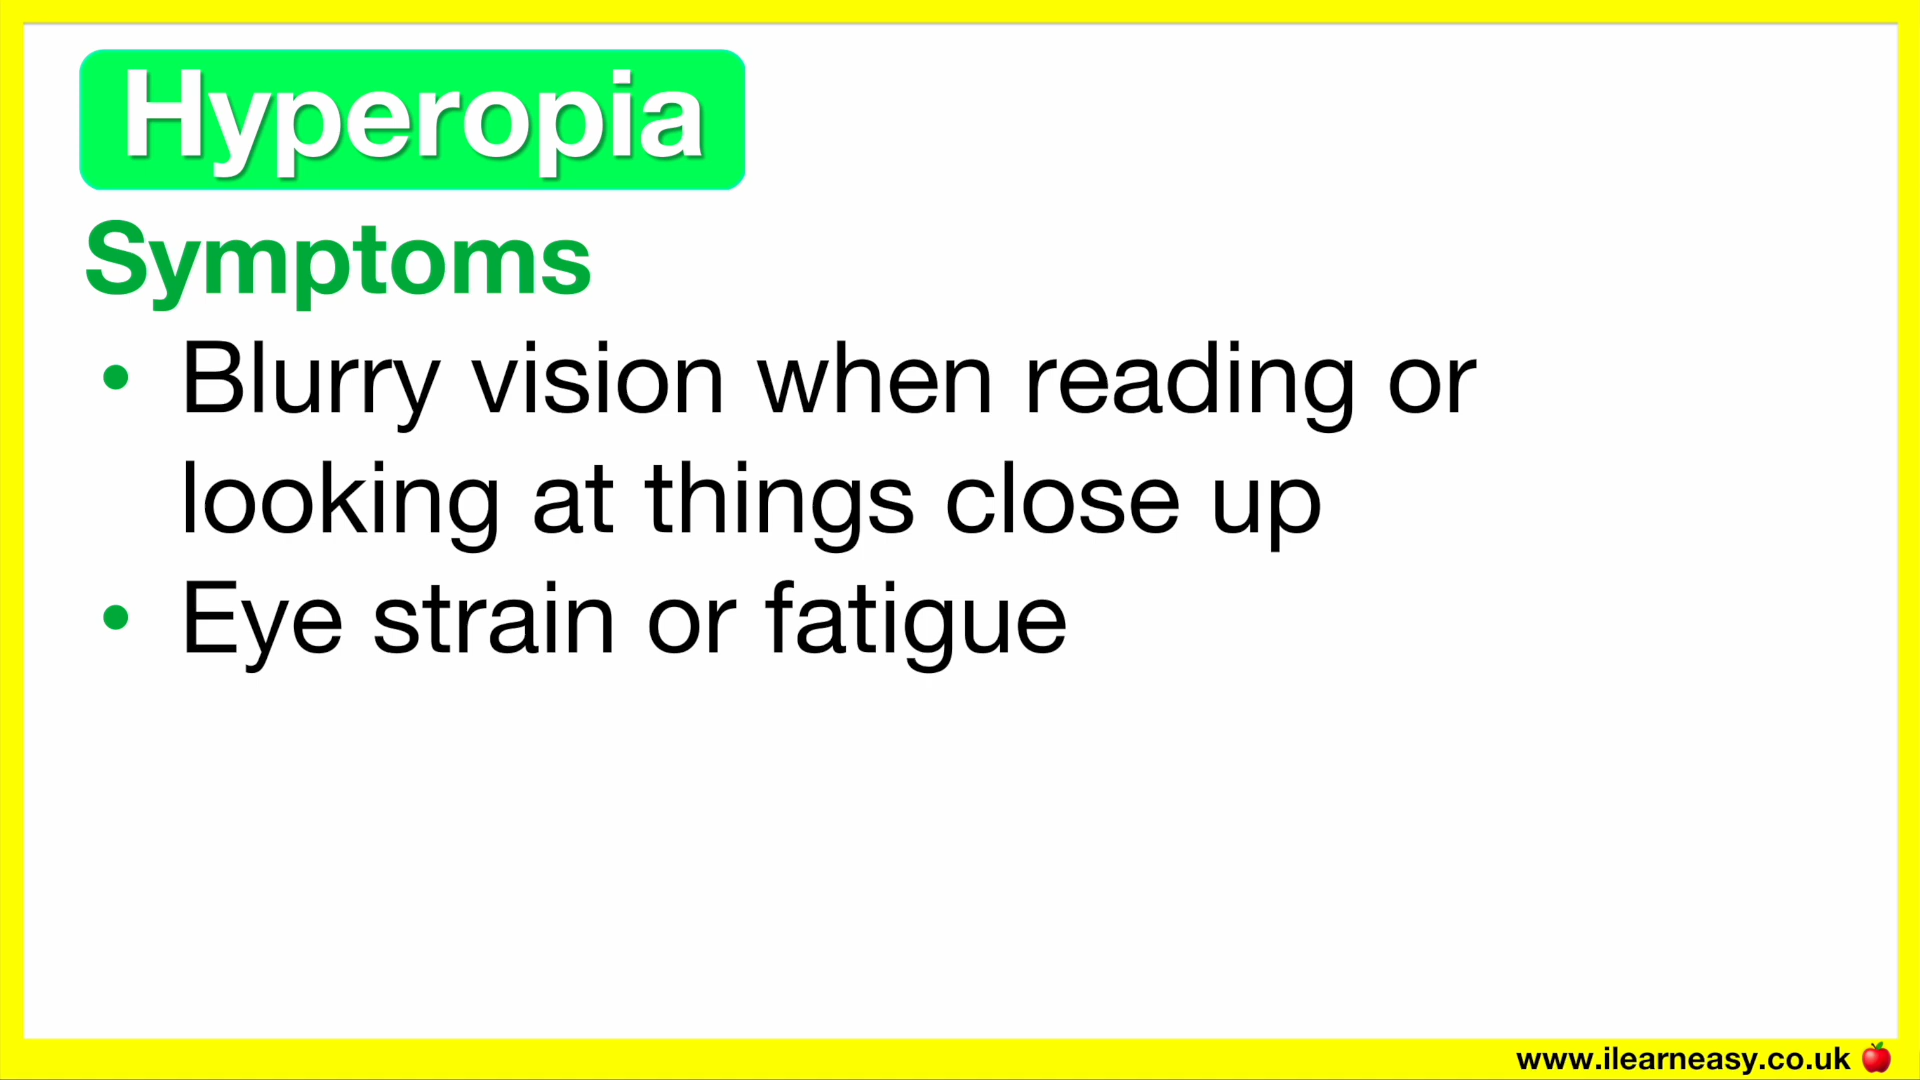 Hyperopia
Symptoms
• Blurry vision when reading or
looking at things close up
• Eye strain or fatigue
www.ilearneasy.co.uk